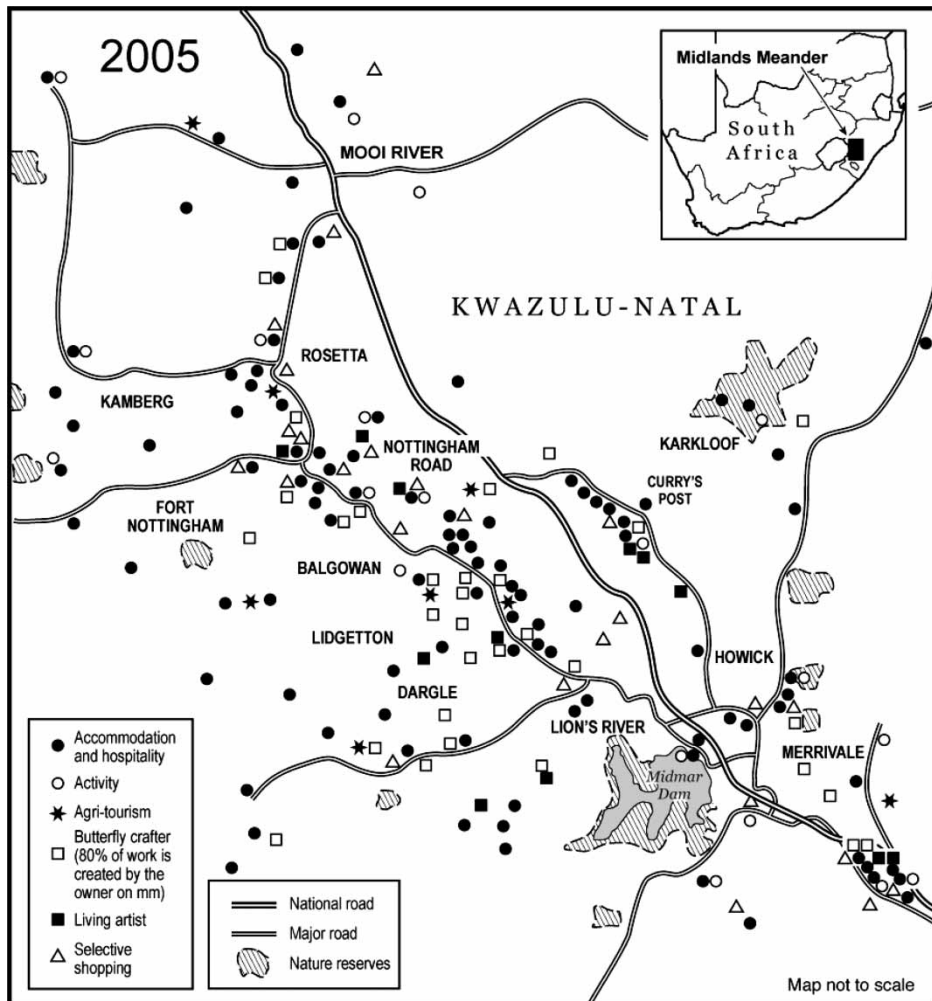 2005
Midlands Meander
South
Africa
MOOI RIVER
KWAZULU-NATAL
ROSETTA
KAMBERG
NOTTINGHAM
ROAD
KARKLOOF
CURRY'S
POST
FORT
NOTTINGHAM
BALGOWAN
LIDGETTON
HOWICK
DARGLE
LION'S RIVER
MERRIVALE
Midmar
Dam
Accommodation
and hospitality
Activity
Agri-tourism
Butterfly crafter
(80% of work is
created by the
owner on mm)
Living artist
Selective
shopping
National road
Major road
Nature reserves
Map not to scale